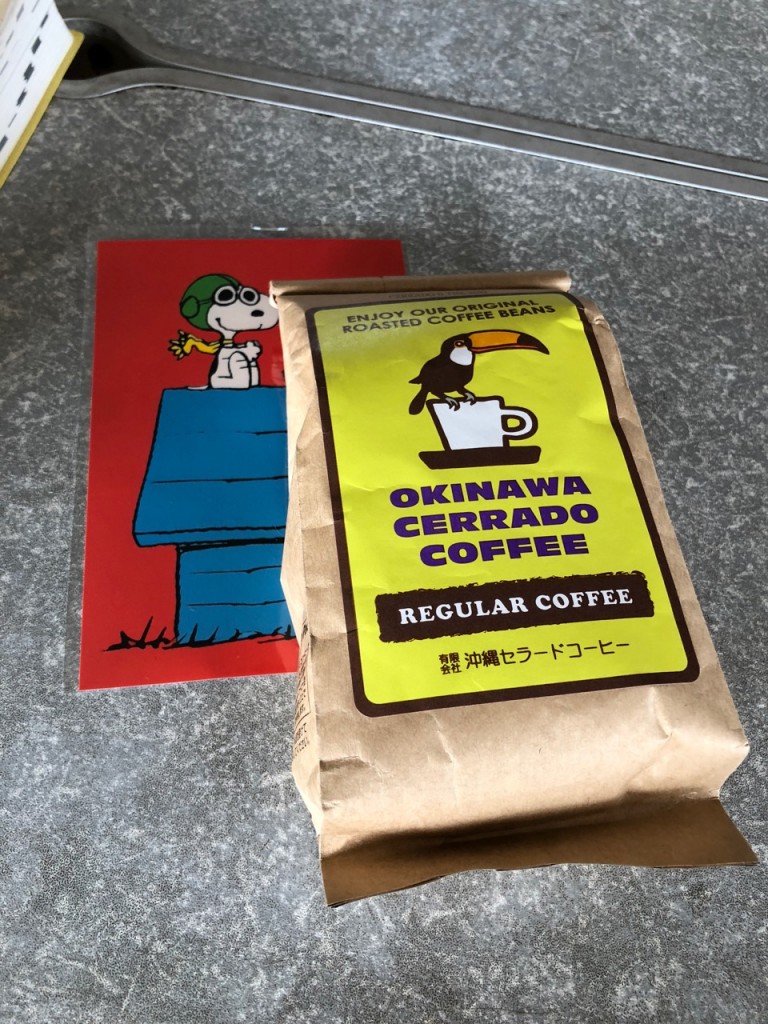 ENJOY OUR ORIGINAL
ROASTED COFFEE BEANS
OKINAWA
CERRADO
COFFEE
REGULAR COFFEE
有限会社 沖縄セラードコーヒー